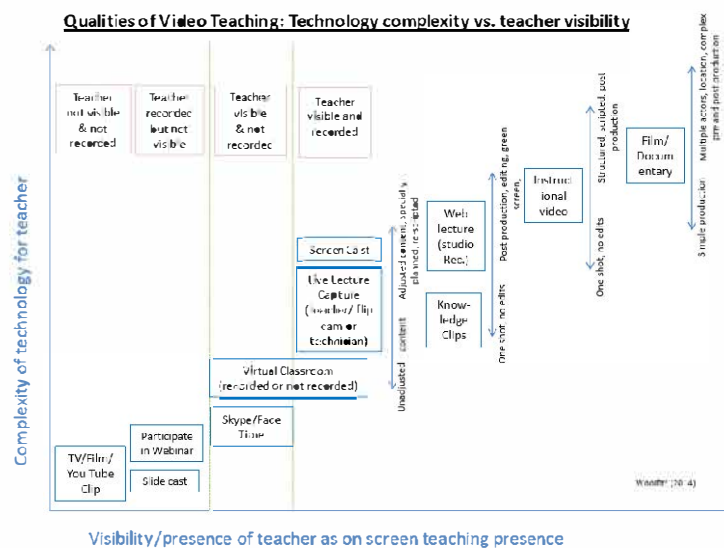 Qualities of Video Teaching: Technology complexity vs. teacher visibility
Teacher
not visible
& not
recorded
Teacher
recorded
but not
visible
Teacher
visible
& not
recorded
Teacher
visible and
recorded
Complexity of technology for teacher
TV/Film/
You Tube
Clip
Participate
in Webinar
Slide cast
Skype/Face
Time
Virtual Classroom
(recorded or not recorded)
Screen Cast
Live Lecture
Capture
(teacher/ flip
cam or
technician)
Unadjusted content
Adjusted content, specially
planned, re-scripted
Web
lecture
(studio
Rec.)
Know-
ledge
Clips
One shot, no edits
Post production, editing, green
screen,
Instruct
ional
video
One shot, no edits
Structured, scripted, post
production
Film/
Docum
entary
Simple production
Multiple actors, location, complex
pre and post production
(2014)
Visibility/presence of teacher as on screen teaching presence